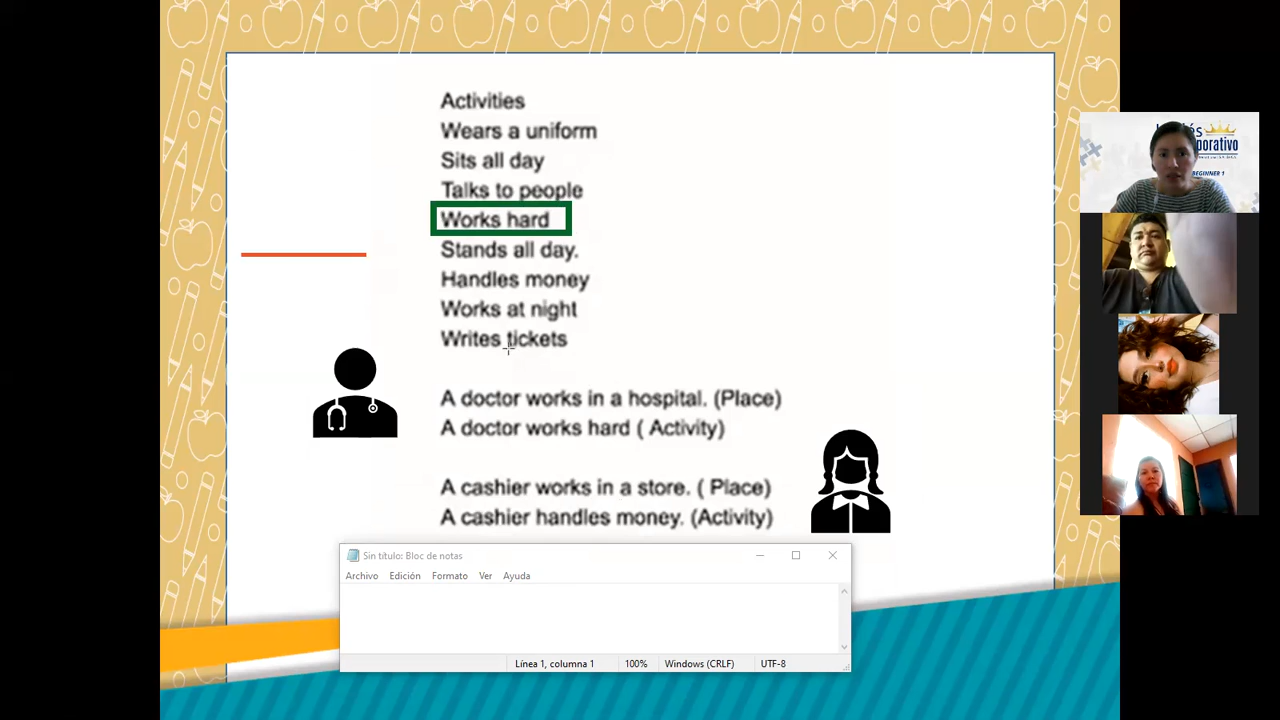 Activities
Wears a uniform
Sits all day
Talks to people
Works hard
Stands all day.
Handles money
Works at night
Writes tickets
A doctor works in a hospital. (Place)
A doctor works hard ( Activity)
A cashier works in a store. ( Place)
A cashier handles money. (Activity)
Sin título: Bloc de notas
Archivo Edición Formato Ver Ayuda
Línea 1, columna 1 100% Windows (CRLF) UTF-8
BEGINNER 1